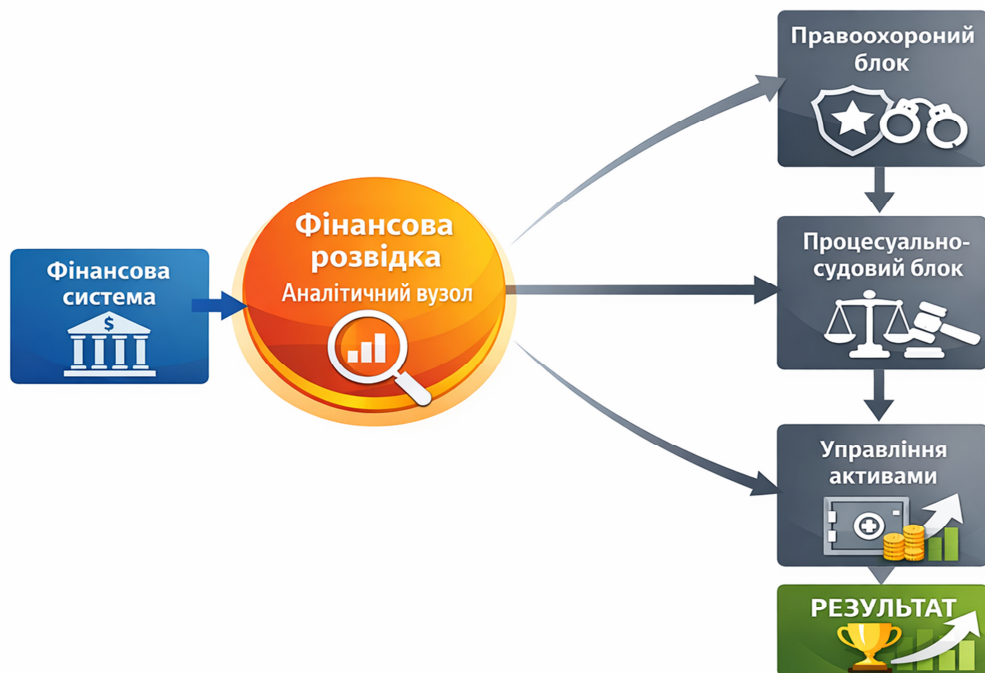 Фінансова
система
$
Фінансова
розвідка
Аналітичний вузол
Правоохороний
блок
Процесуально-
судовий блок
Управління
активами
РЕЗУЛЬТАТ